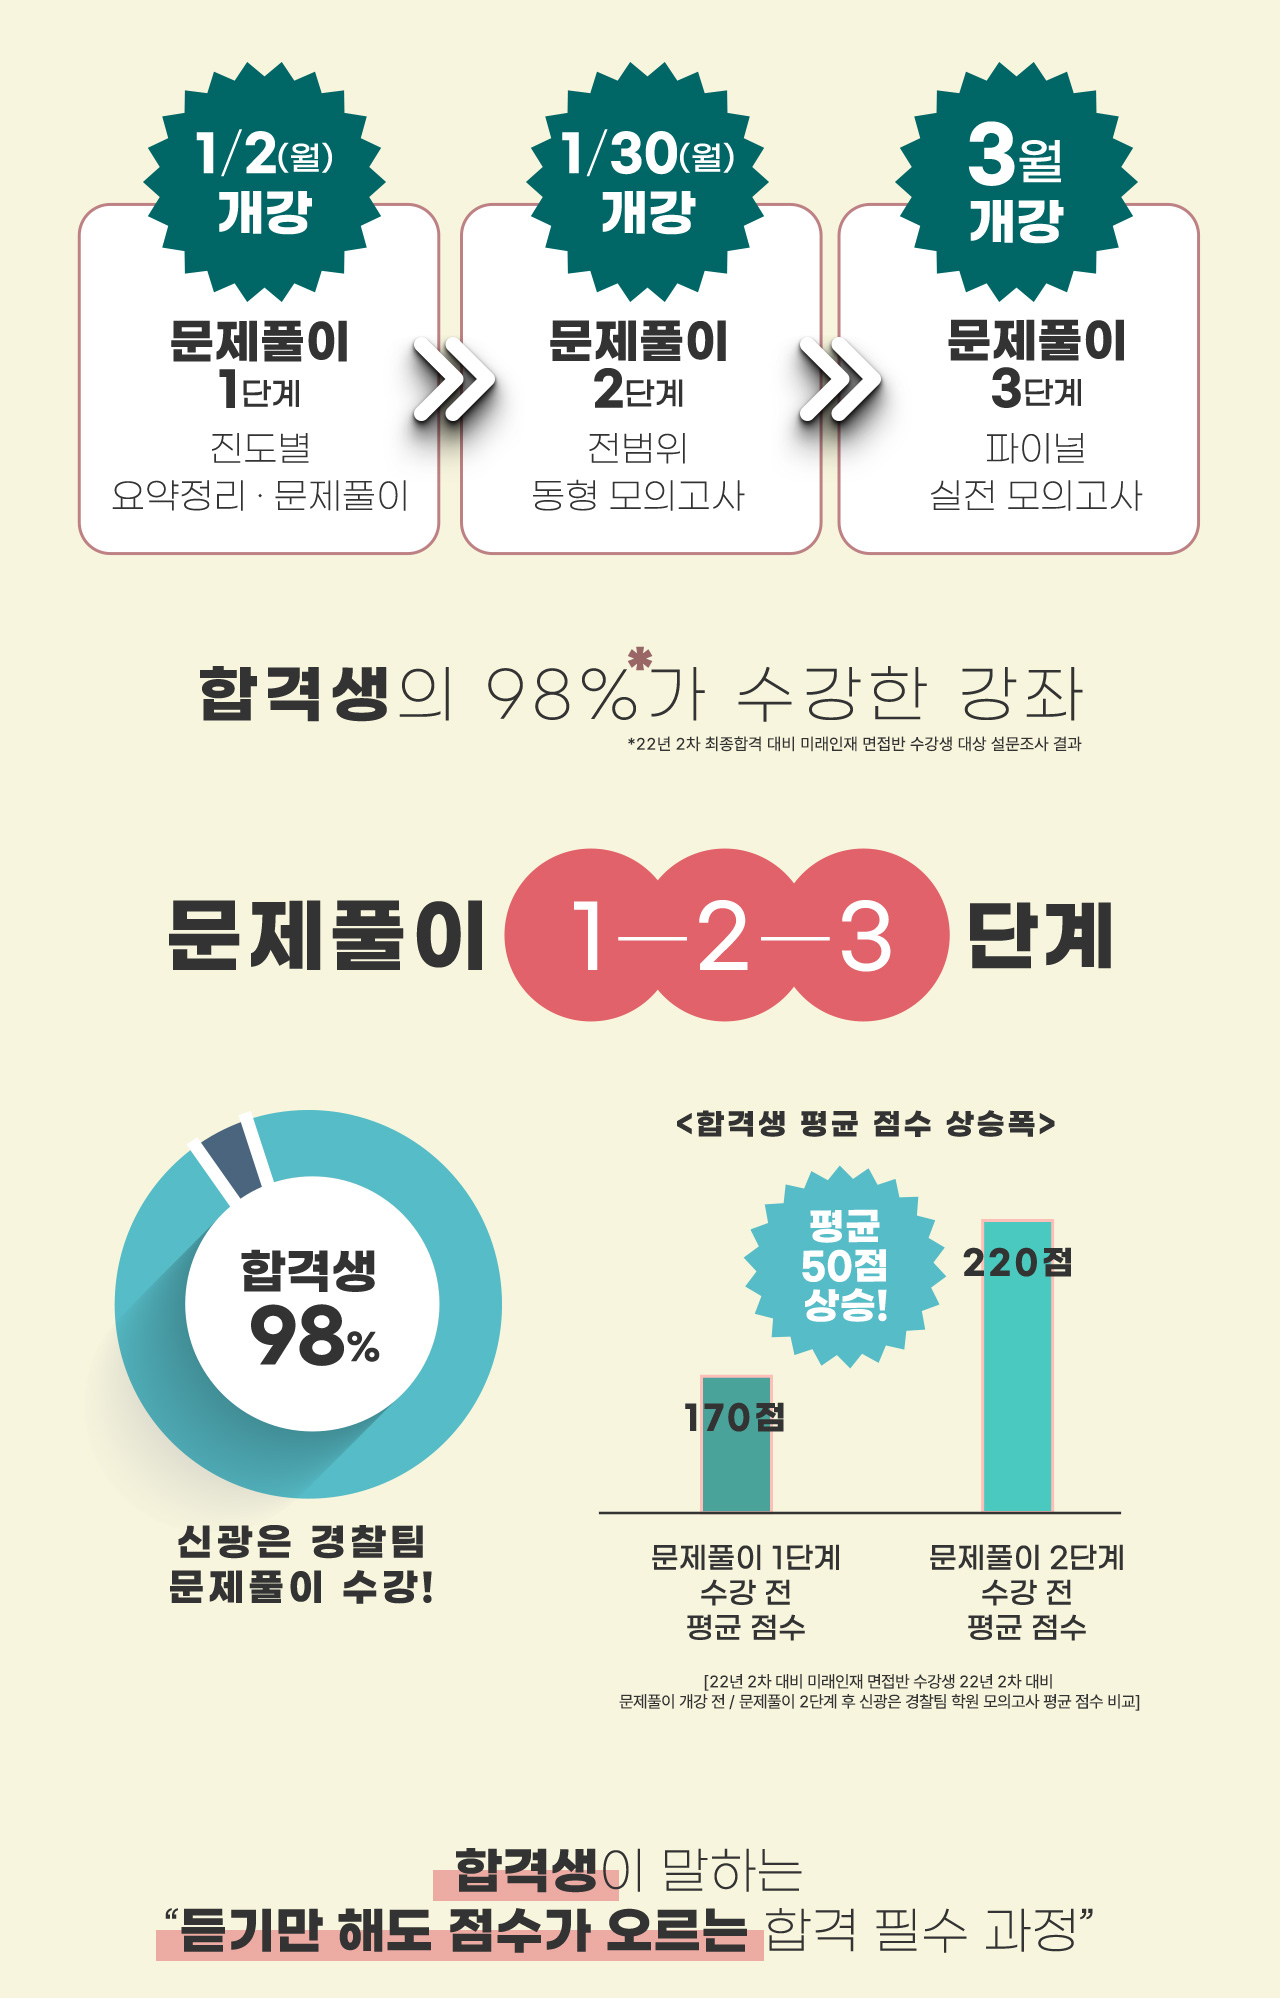 1/2(월)
개강
문제풀이
1단계
진도별
요약정리 · 문제풀이
1/30(월)
개강
문제풀이
2단계
전범위
동형 모의고사
3월
개강
문제풀이
3단계
파이널
실전 모의고사
합격생의 98%*가 수강한 강좌
*22년 2차 최종합격 대비 미래인재 면접반 수강생 대상 설문조사 결과
문제풀이 1—2—3 단계
합격생
98%
신광은 경찰팀
문제풀이 수강!
<합격생 평균 점수 상승폭>
평균
50점
상승!
220점
170점
문제풀이 1단계
수강 전
평균 점수
문제풀이 2단계
수강 전
평균 점수
[22년 2차 대비 미래인재 면접반 수강생 22년 2차 대비
문제풀이 개강 전 / 문제풀이 2단계 후 신광은 경찰팀 학원 모의고사 평균 점수 비교]
합격생이 말하는
“듣기만 해도 점수가 오르는 합격 필수 과정”